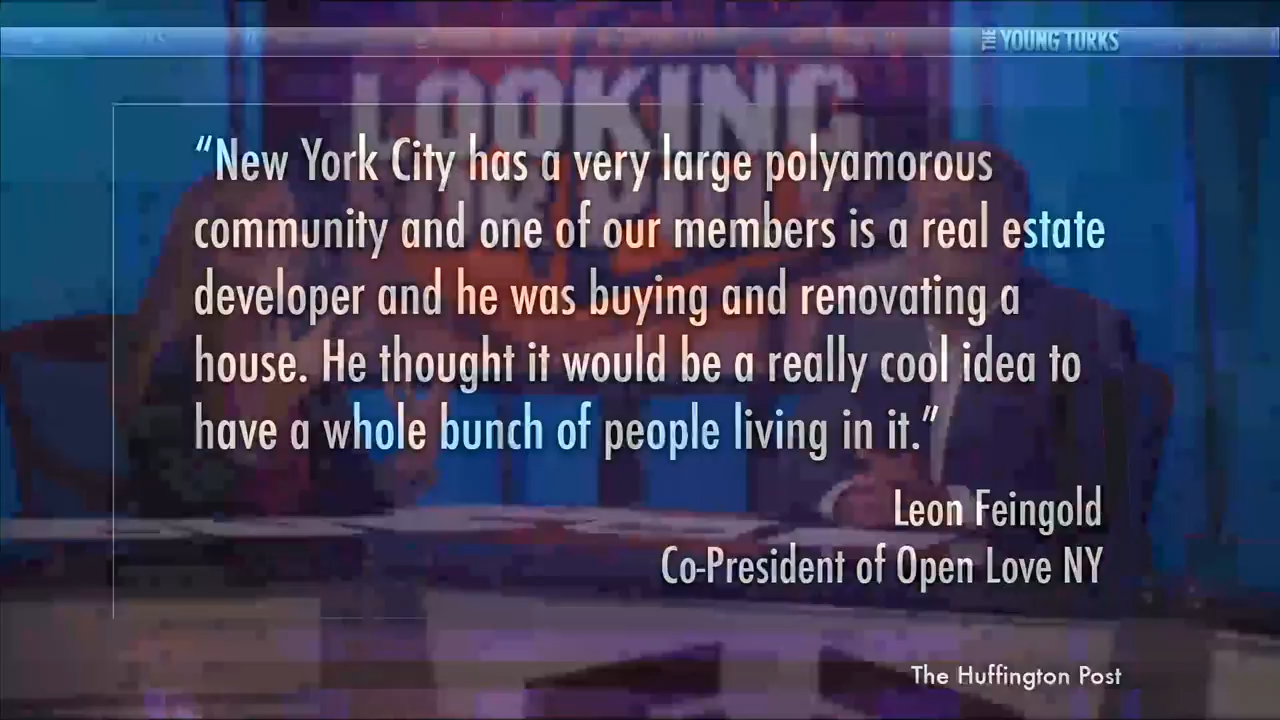 THE YOUNG TURKS
LOOKING
“New York City has a very large polyamorous
community and one of our members is a real estate
developer and he was buying and renovating a
house. He thought it would be a really cool idea to
have a whole bunch of people living in it.”
Leon Feingold
Co-President of Open Love NY
The Huffington Post